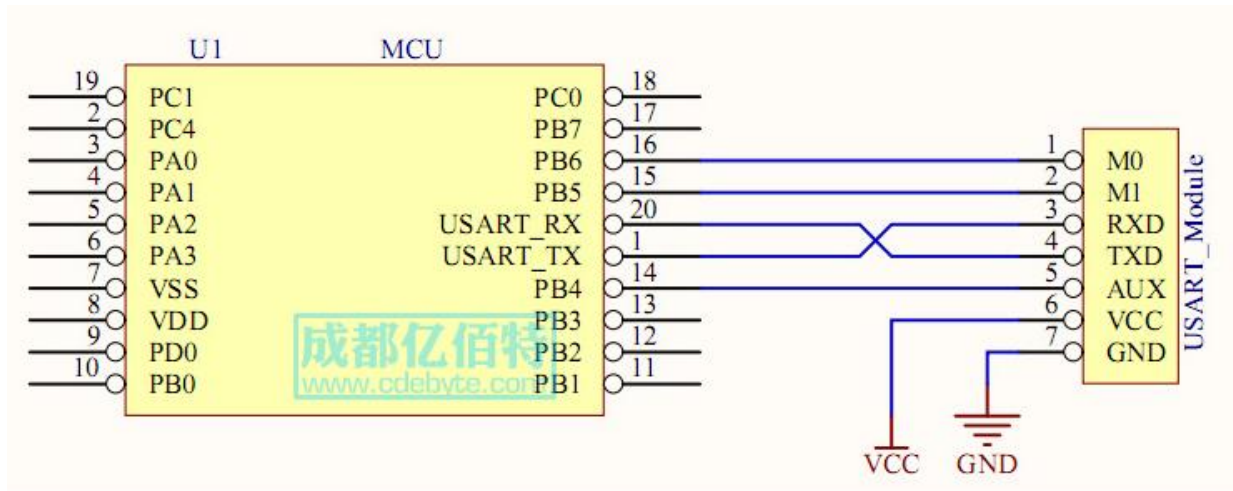 U1 MCU
19 PC1 PC0 18
2 PC4 PB7 17
3 PA0 PB6 16 1 M0
4 PA1 PB5 15 2 M1
5 PA2 USART_RX 20 3 RXD
6 PA3 USART_TX 1 4 TXD
7 VSS PB4 14 5 AUX
8 VDD PB3 13 6 VCC
9 PD0 PB2 12 7 GND
10 PB0 PB1 11
USART_Module
成都亿佰特
www.cdebyte.com
VCC GND